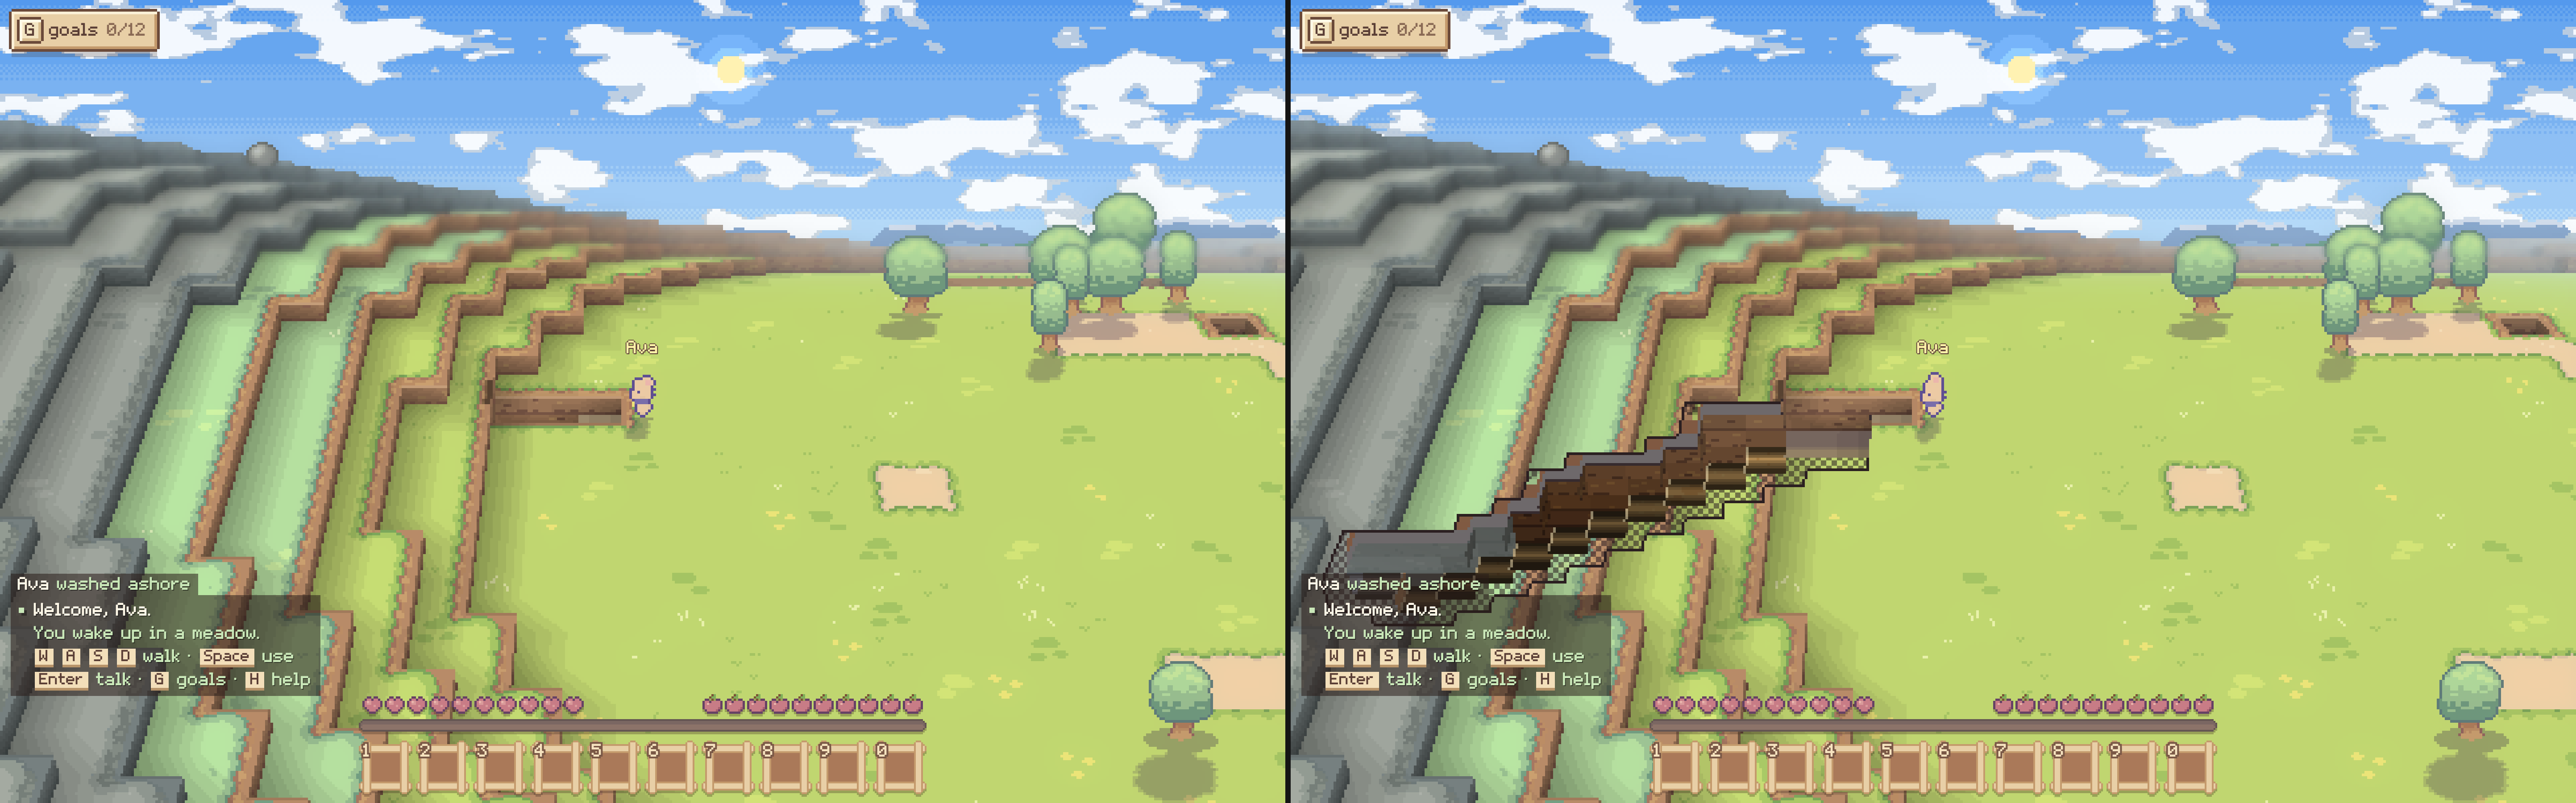 G goals 0/12
Ava
Ava washed ashore
Welcome, Ava.
You wake up in a meadow.
W A S D walk · Space use
Enter talk · G goals · H help
1 2 3 4 5 6 7 8 9 0
G goals 0/12
Ava
Ava washed ashore
Welcome, Ava.
You wake up in a meadow.
W A S D walk · Space use
Enter talk · G goals · H help
1 2 3 4 5 6 7 8 9 0